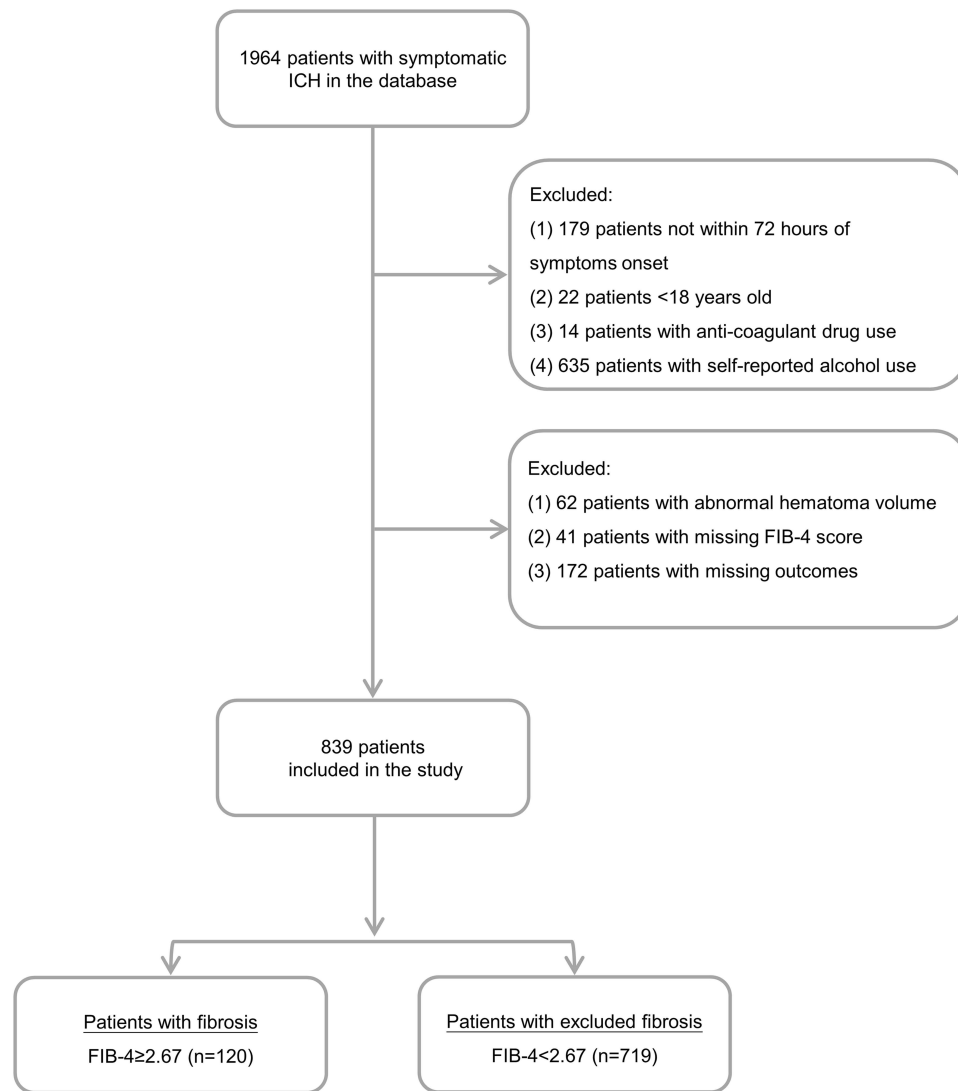 1964 patients with symptomatic
ICH in the database
Excluded:
(1) 179 patients not within 72 hours of
symptoms onset
(2) 22 patients <18 years old
(3) 14 patients with anti-coagulant drug use
(4) 635 patients with self-reported alcohol use
Excluded:
(1) 62 patients with abnormal hematoma volume
(2) 41 patients with missing FIB-4 score
(3) 172 patients with missing outcomes
839 patients
included in the study
Patients with fibrosis
FIB-4≥2.67 (n=120)
Patients with excluded fibrosis
FIB-4<2.67 (n=719)